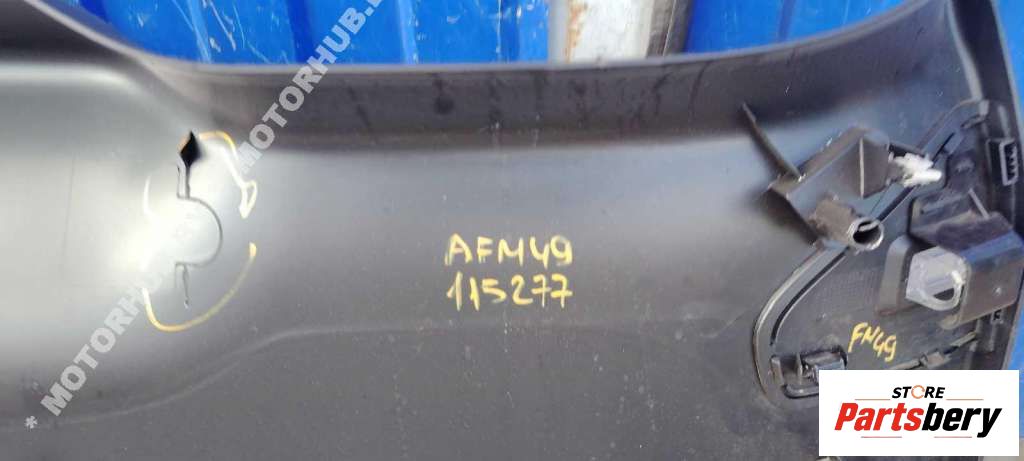 * MOTORHUB * MOTORHUB.
AFM49
115277
FM49
STORE
Partsbery